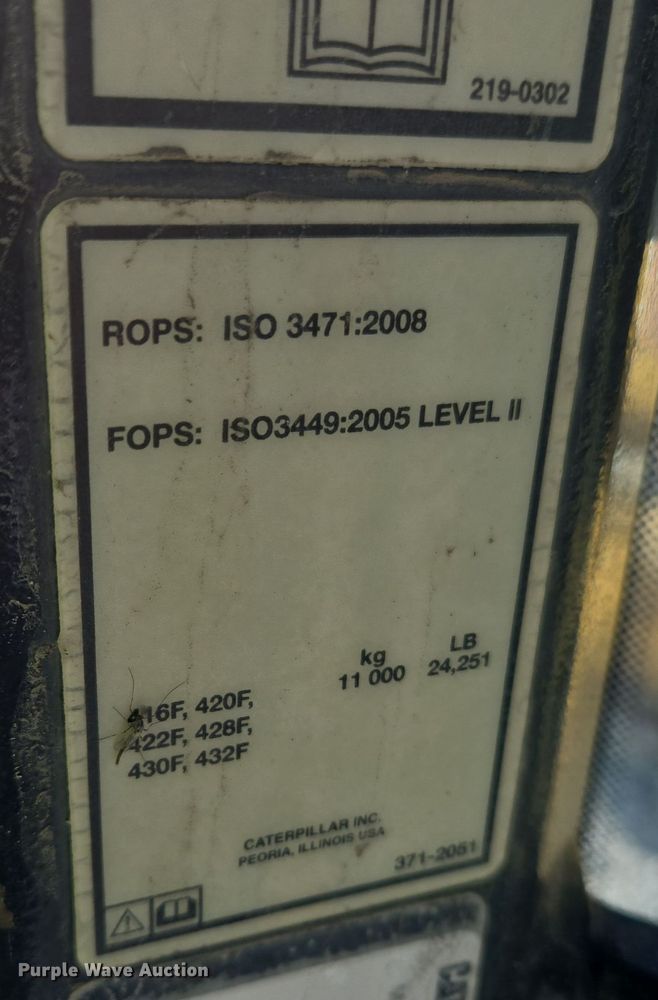 219-0302
ROPS: ISO 3471:2008
FOPS: ISO3449:2005 LEVEL II
kg LB
11 000 24,251
416F, 420F,
422F, 428F,
430F, 432F
CATERPILLAR INC.
PEORIA, ILLINOIS USA
371-2051
Purple Wave Auction